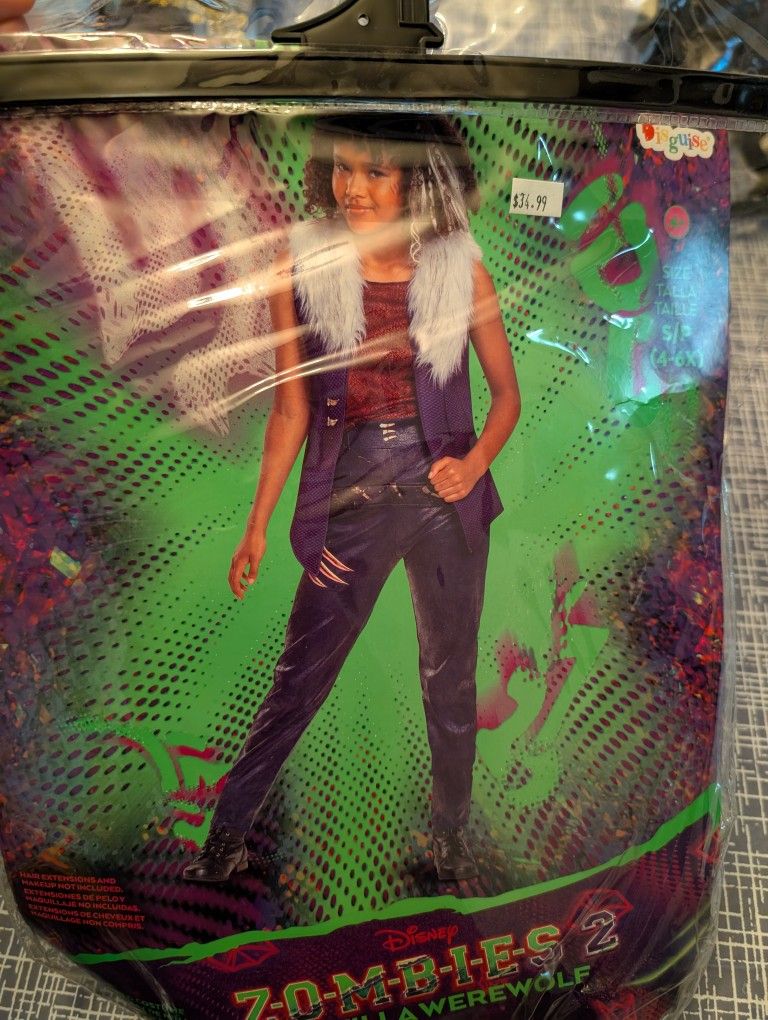 Disguise
$34.99
SIZE
TALLA
TAILLE
S/P
(4-6X)
HAIR EXTENSIONS AND
MAKEUP NOT INCLUDED.
EXTENSIONES DE PELO Y
MAQUILLAJE NO INCLUIDAS.
EXTENSIONS DE CHEVEUX ET
MAQUILLAGE NON COMPRIS.
Disney
Z-O-M-B-I-E-S 2
WEREWOLF